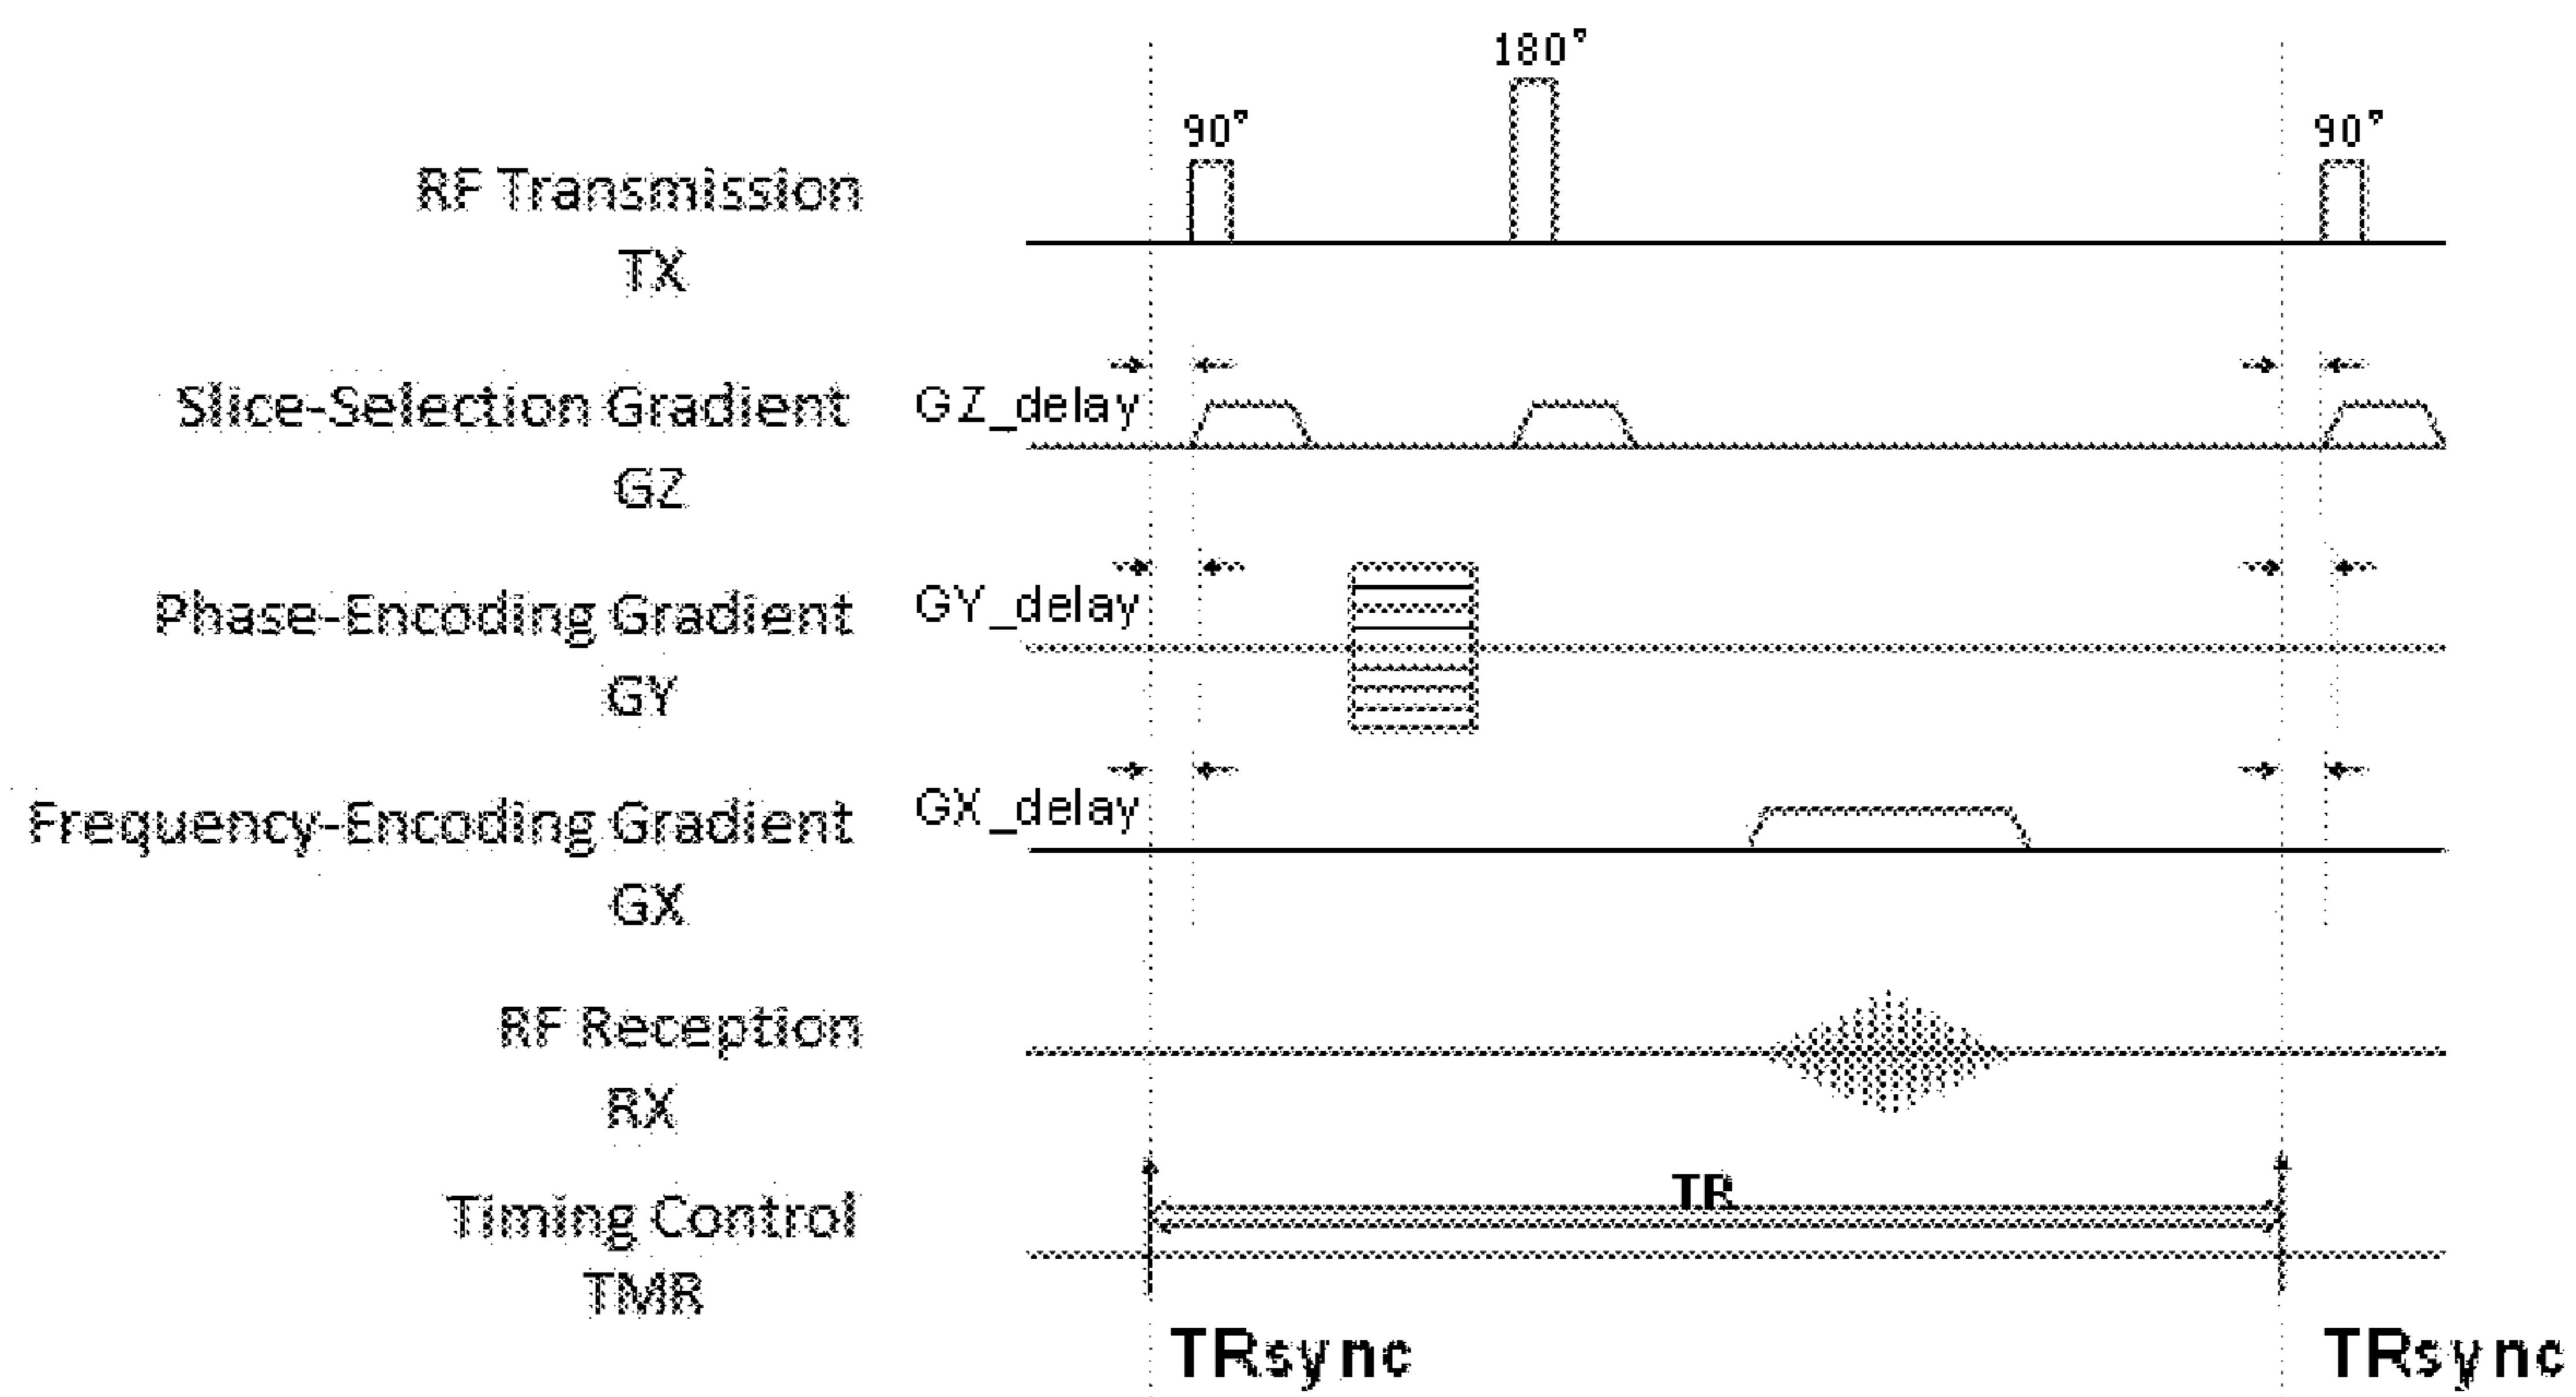 180°
90°
90°
RF Transmission
TX
Slice-Selection Gradient
GZ_delay
GZ
Phase-Encoding Gradient
GY_delay
GY
Frequency-Encoding Gradient
GX_delay
GX
RF Reception
RX
TR
Timing Control
TMR
TRsync
TRsync